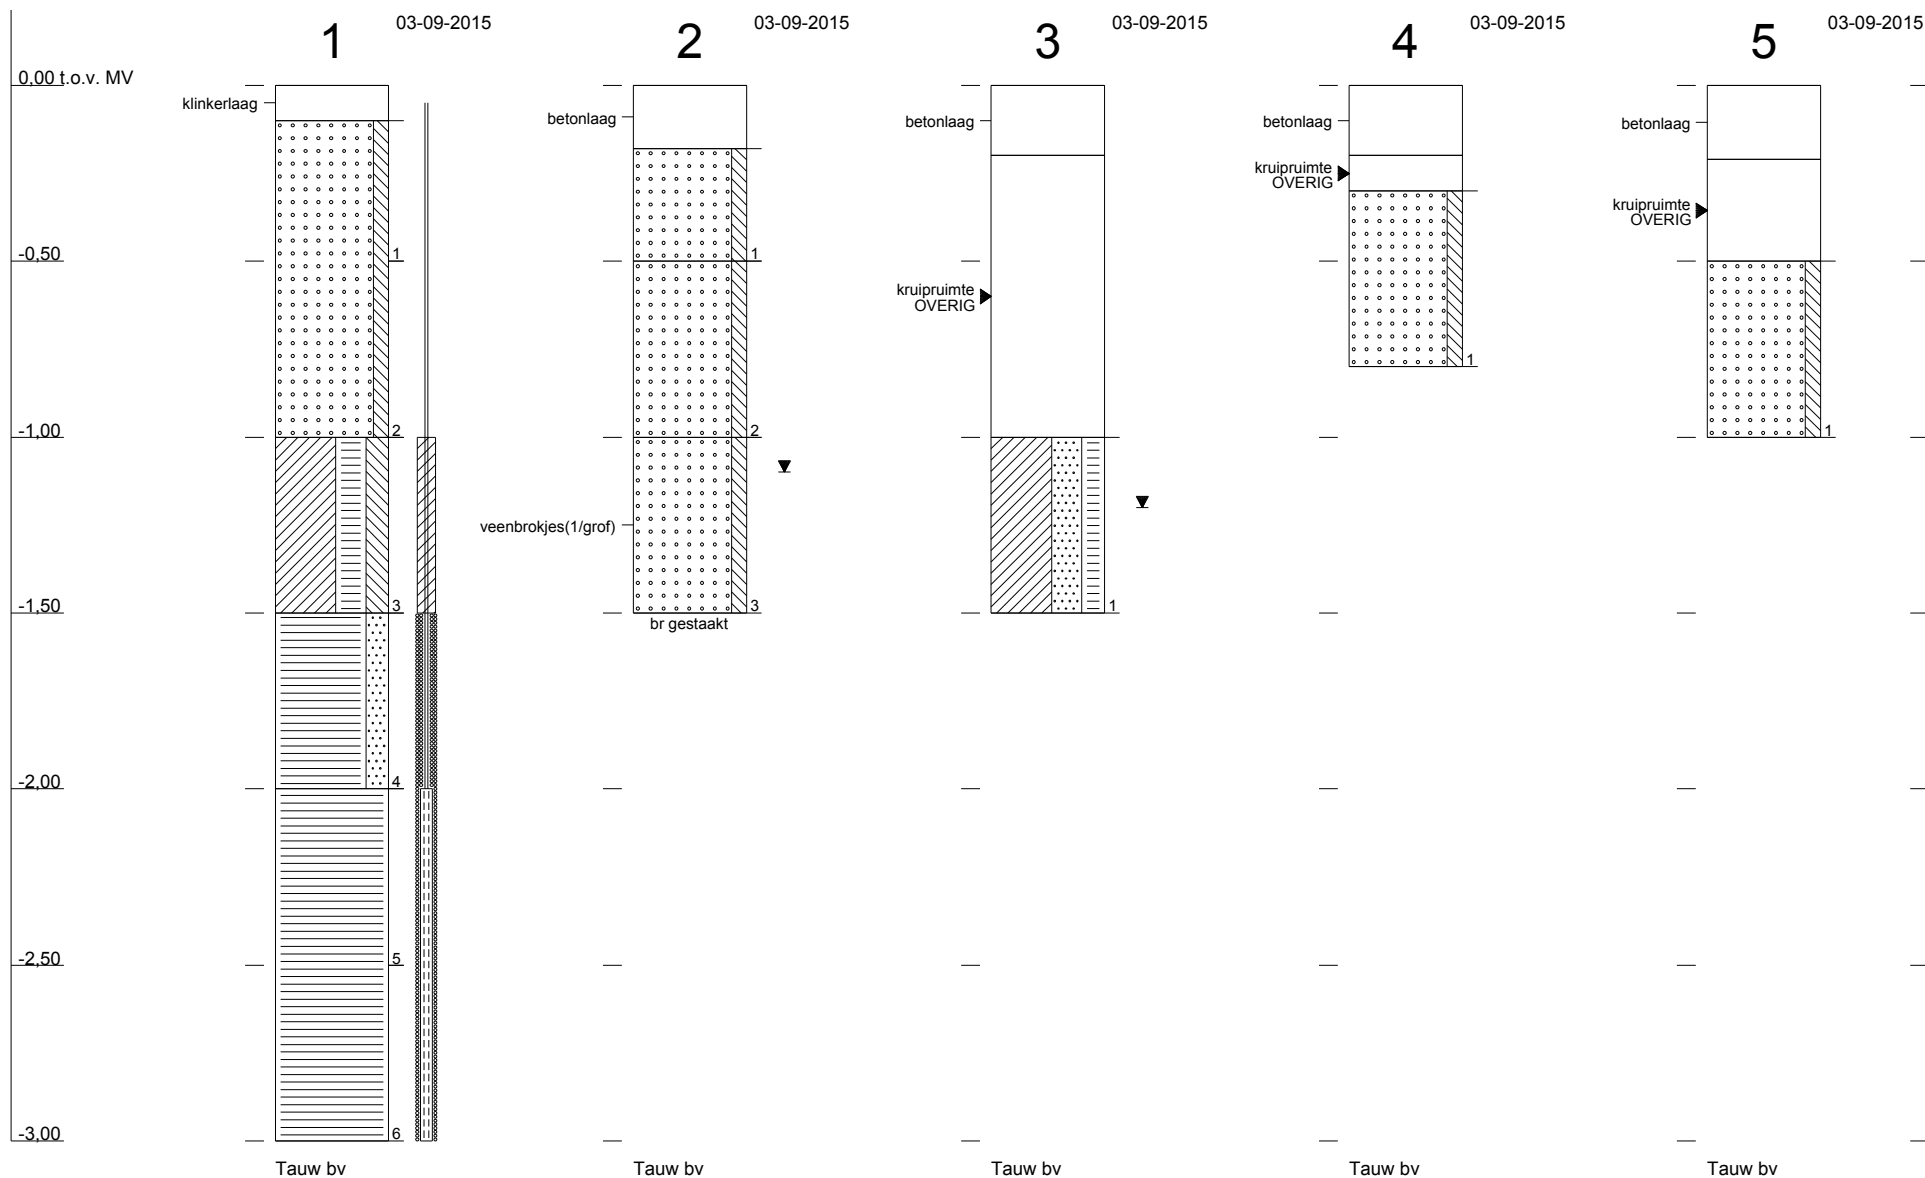 1
03-09-2015
2
03-09-2015
3
03-09-2015
4
03-09-2015
5
03-09-2015
0,00 t.o.v. MV
-0,50
-1,00
-1,50
-2,00
-2,50
-3,00
klinkerlaag
1
2
3
4
5
6
Tauw bv
betonlaag
1
2
veenbrokjes(1/grof)
3
br gestaakt
Tauw bv
betonlaag
kruipruimte
OVERIG
1
Tauw bv
betonlaag
kruipruimte
OVERIG
1
Tauw bv
betonlaag
kruipruimte
OVERIG
1
Tauw bv